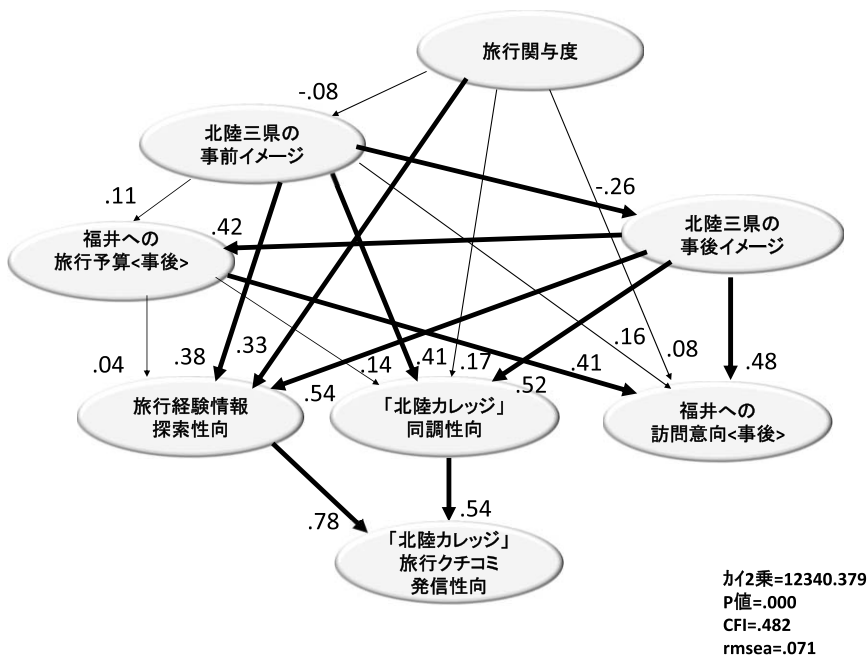 旅行関与度
-.08
北陸三県の
事前イメージ
.11
-.26
北陸三県の
事後イメージ
福井への
旅行予算<事後>
.42
.04
.38
.33
.14
.41
.17
.52
.54
.41
.16
.08
.48
旅行経験情報
探索性向
「北陸カレッジ」
同調性向
福井への
訪問意向<事後>
.78
.54
「北陸カレッジ」
旅行クチコミ
発信性向
ｶｲ2乗=12340.379
P値=.000
CFI=.482
rmsea=.071